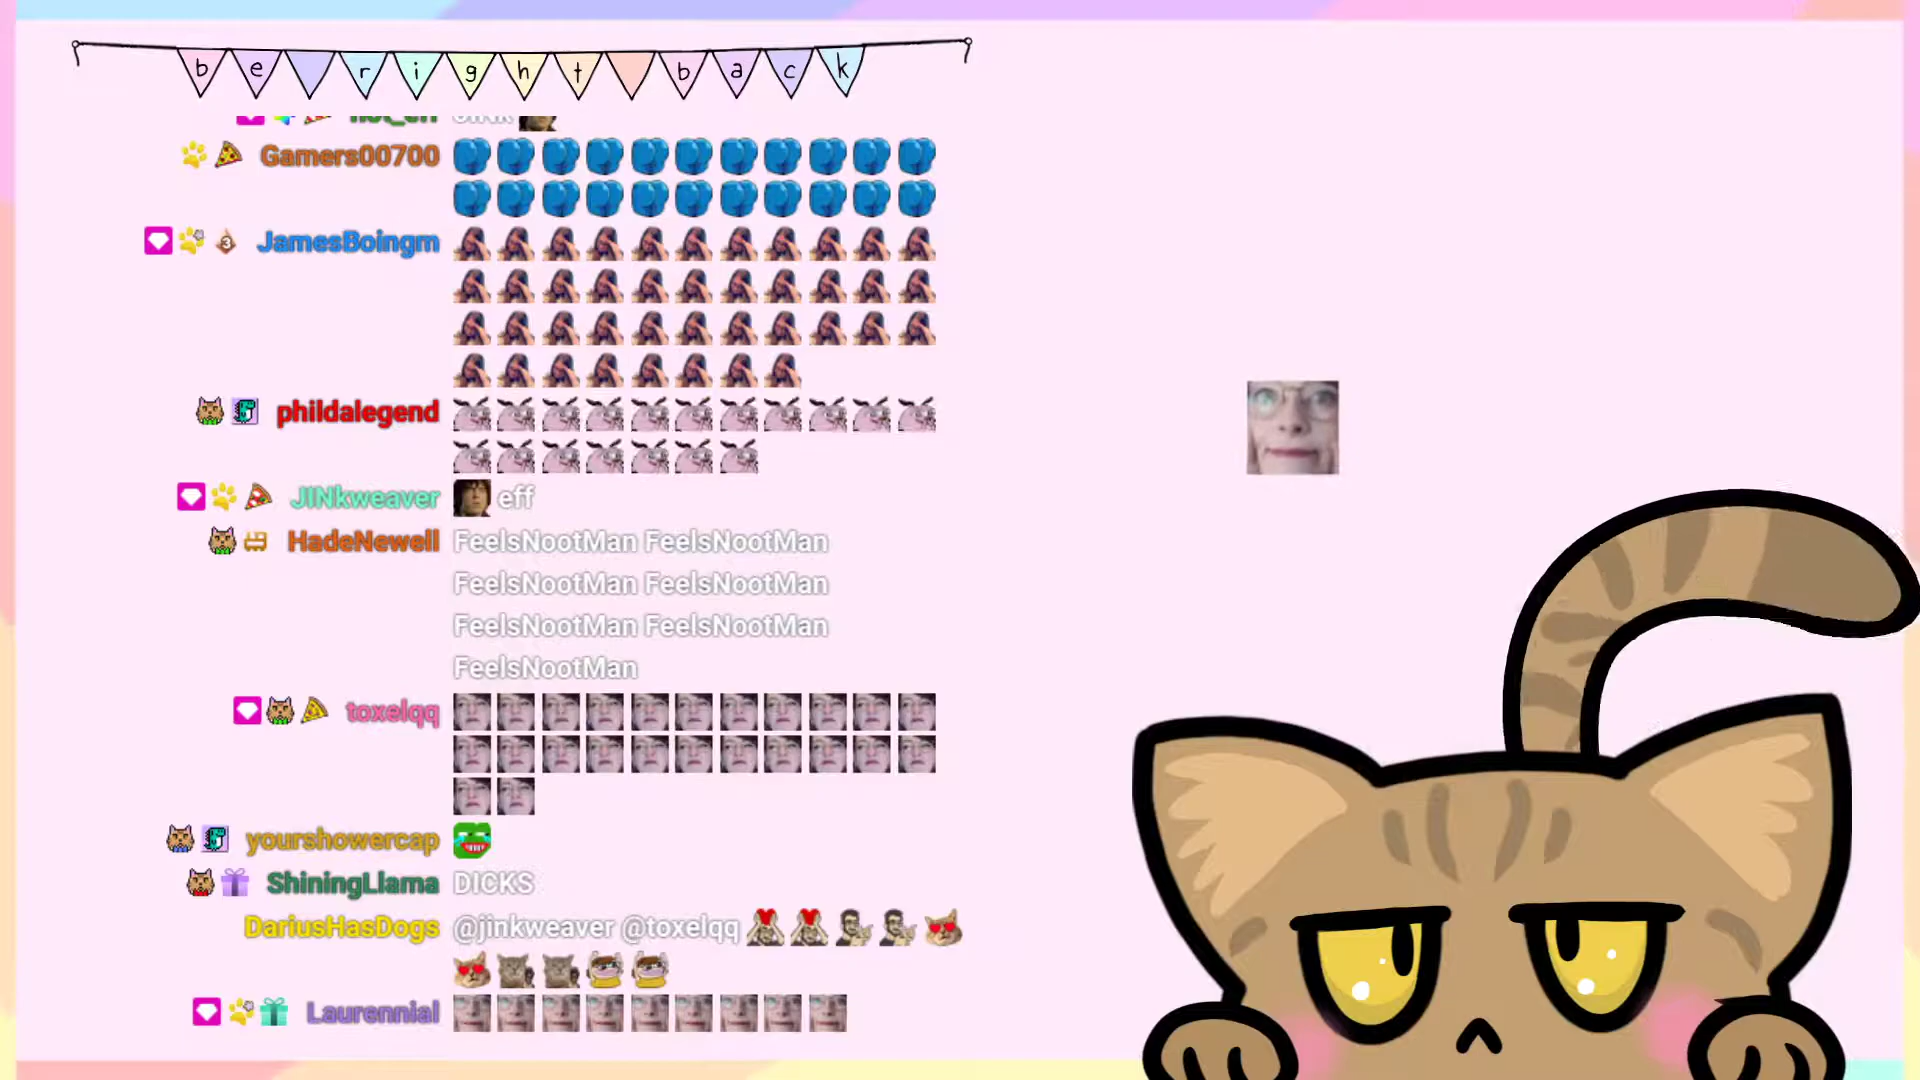 be right back
Gamers00700
JamesBoingm
phildalegend
JINkweaver eff
HadeNewell FeelsNootMan FeelsNootMan
FeelsNootMan FeelsNootMan
FeelsNootMan FeelsNootMan
FeelsNootMan
toxelqq
yourshowercap
ShiningLlama DICKS
DariusHasDogs @jinkweaver @toxelqq
Laurennial